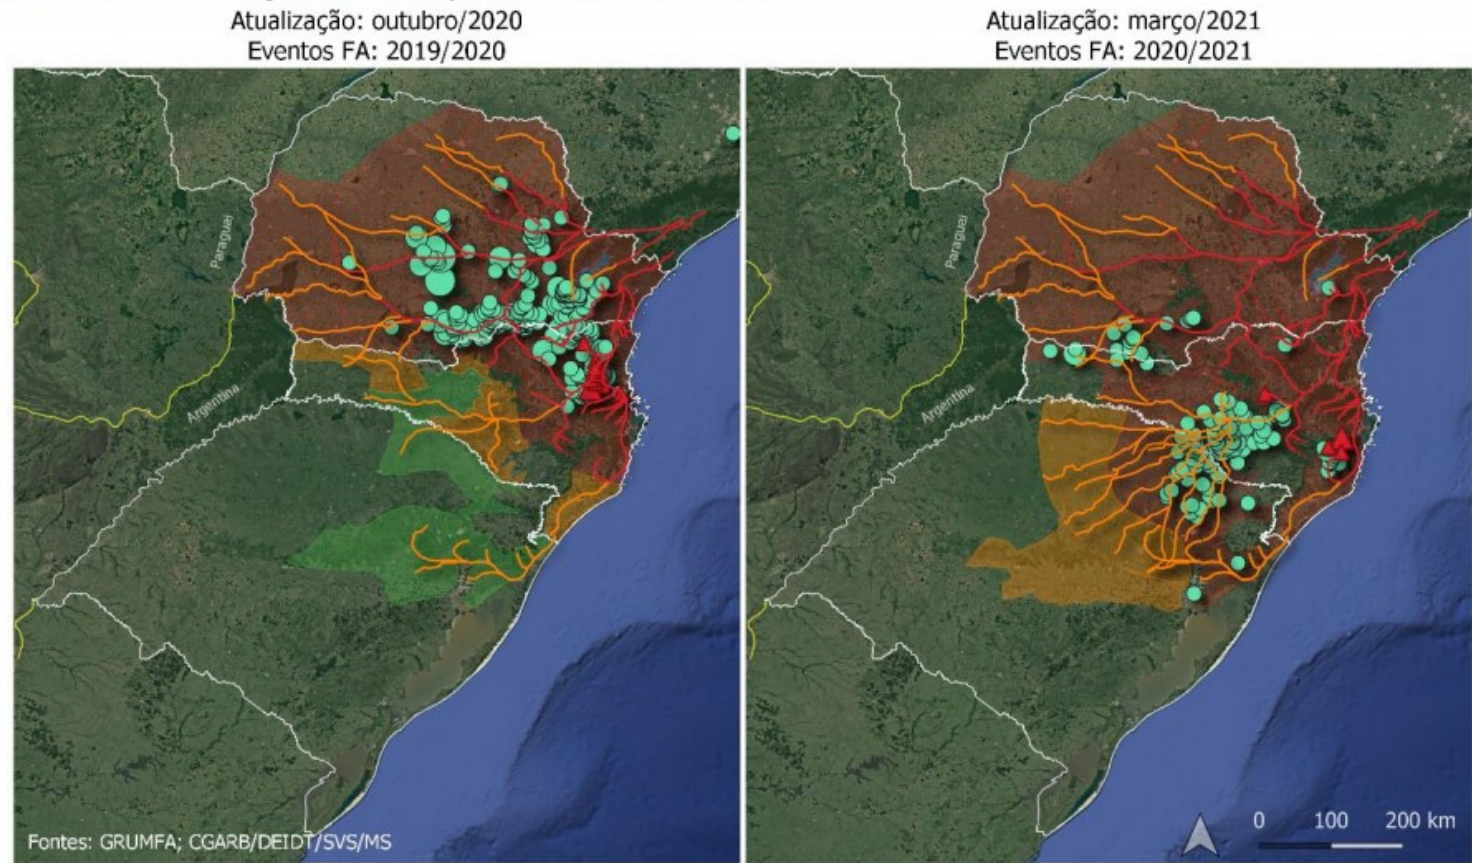 Atualização: outubro/2020
Eventos FA: 2019/2020
Atualização: março/2021
Eventos FA: 2020/2021
Paraguai
Argentina
Paraguai
Argentina
Fontes: GRUMFA; CGARB/DEIDT/SVS/MS
0 100 200 km